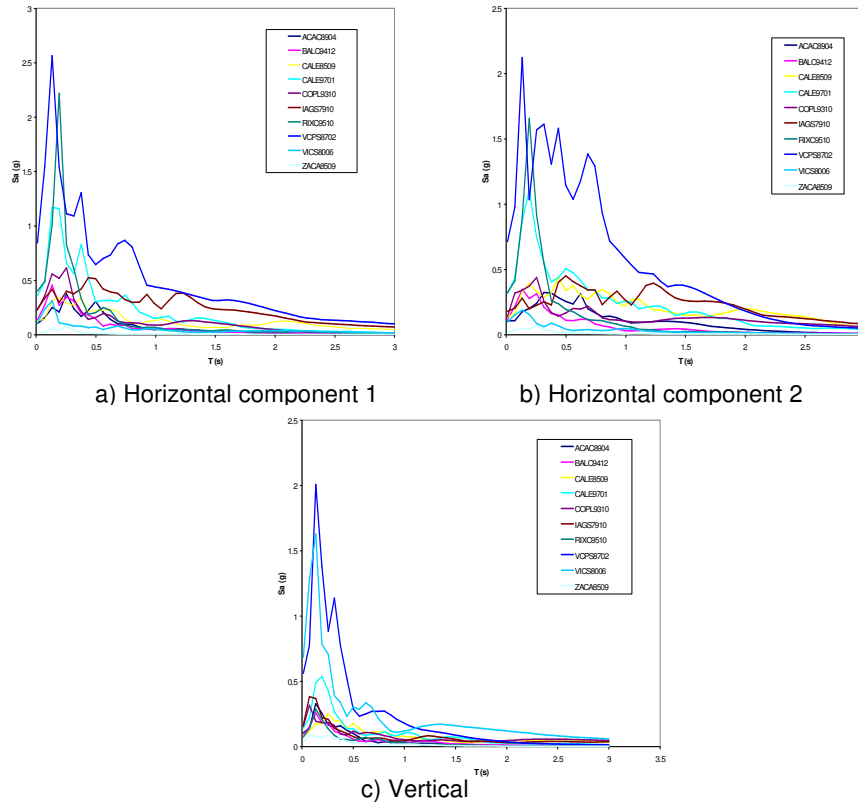 3
2.5
2
1.5
1
0.5
0
Sa (g)
0 0.5 1 1.5 2 2.5 3
T (s)
ACAC8904
BALC9412
CALE8509
CALE9701
COPL9310
IAGS7910
RIXC9510
VCPS8702
VICS8006
ZACA8509
a) Horizontal component 1
2.5
2
1.5
1
0.5
0
Sa (g)
0 0.5 1 1.5 2 2.5
T (s)
ACAC8904
BALC9412
CALE8509
CALE9701
COPL9310
IAGS7910
RIXC9510
VCPS8702
VICS8006
ZACA8509
b) Horizontal component 2
2.5
2
1.5
1
0.5
0
Sa (g)
0 0.5 1 1.5 2 2.5 3 3.5
T (s)
ACAC8904
BALC9412
CALE8509
CALE9701
COPL9310
IAGS7910
RIXC9510
VCPS8702
VICS8006
ZACA8509
c) Vertical